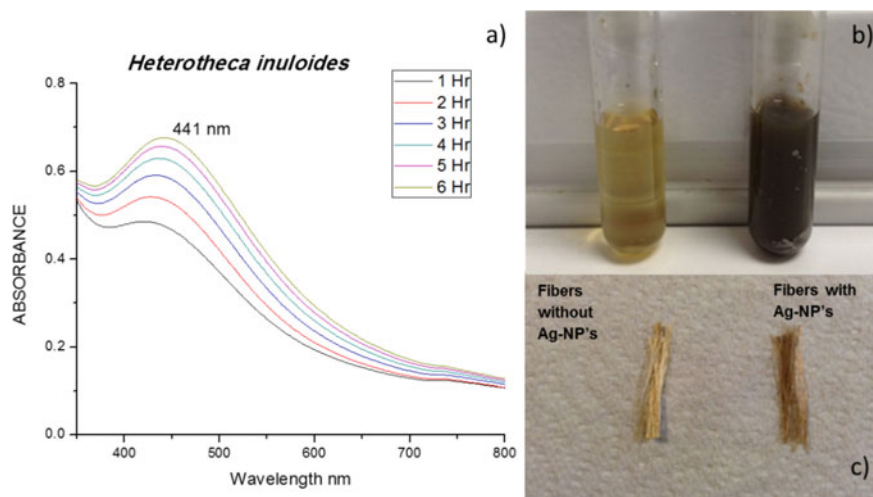 a)
Heterotheca inuloides
0.8
0.6
0.4
0.2
0.0
ABSORBANCE
441 nm
1 Hr
2 Hr
3 Hr
4 Hr
5 Hr
6 Hr
400
500
600
700
800
Wavelength nm
b)
Fibers
without
Ag-NP's
Fibers with
Ag-NP's
c)